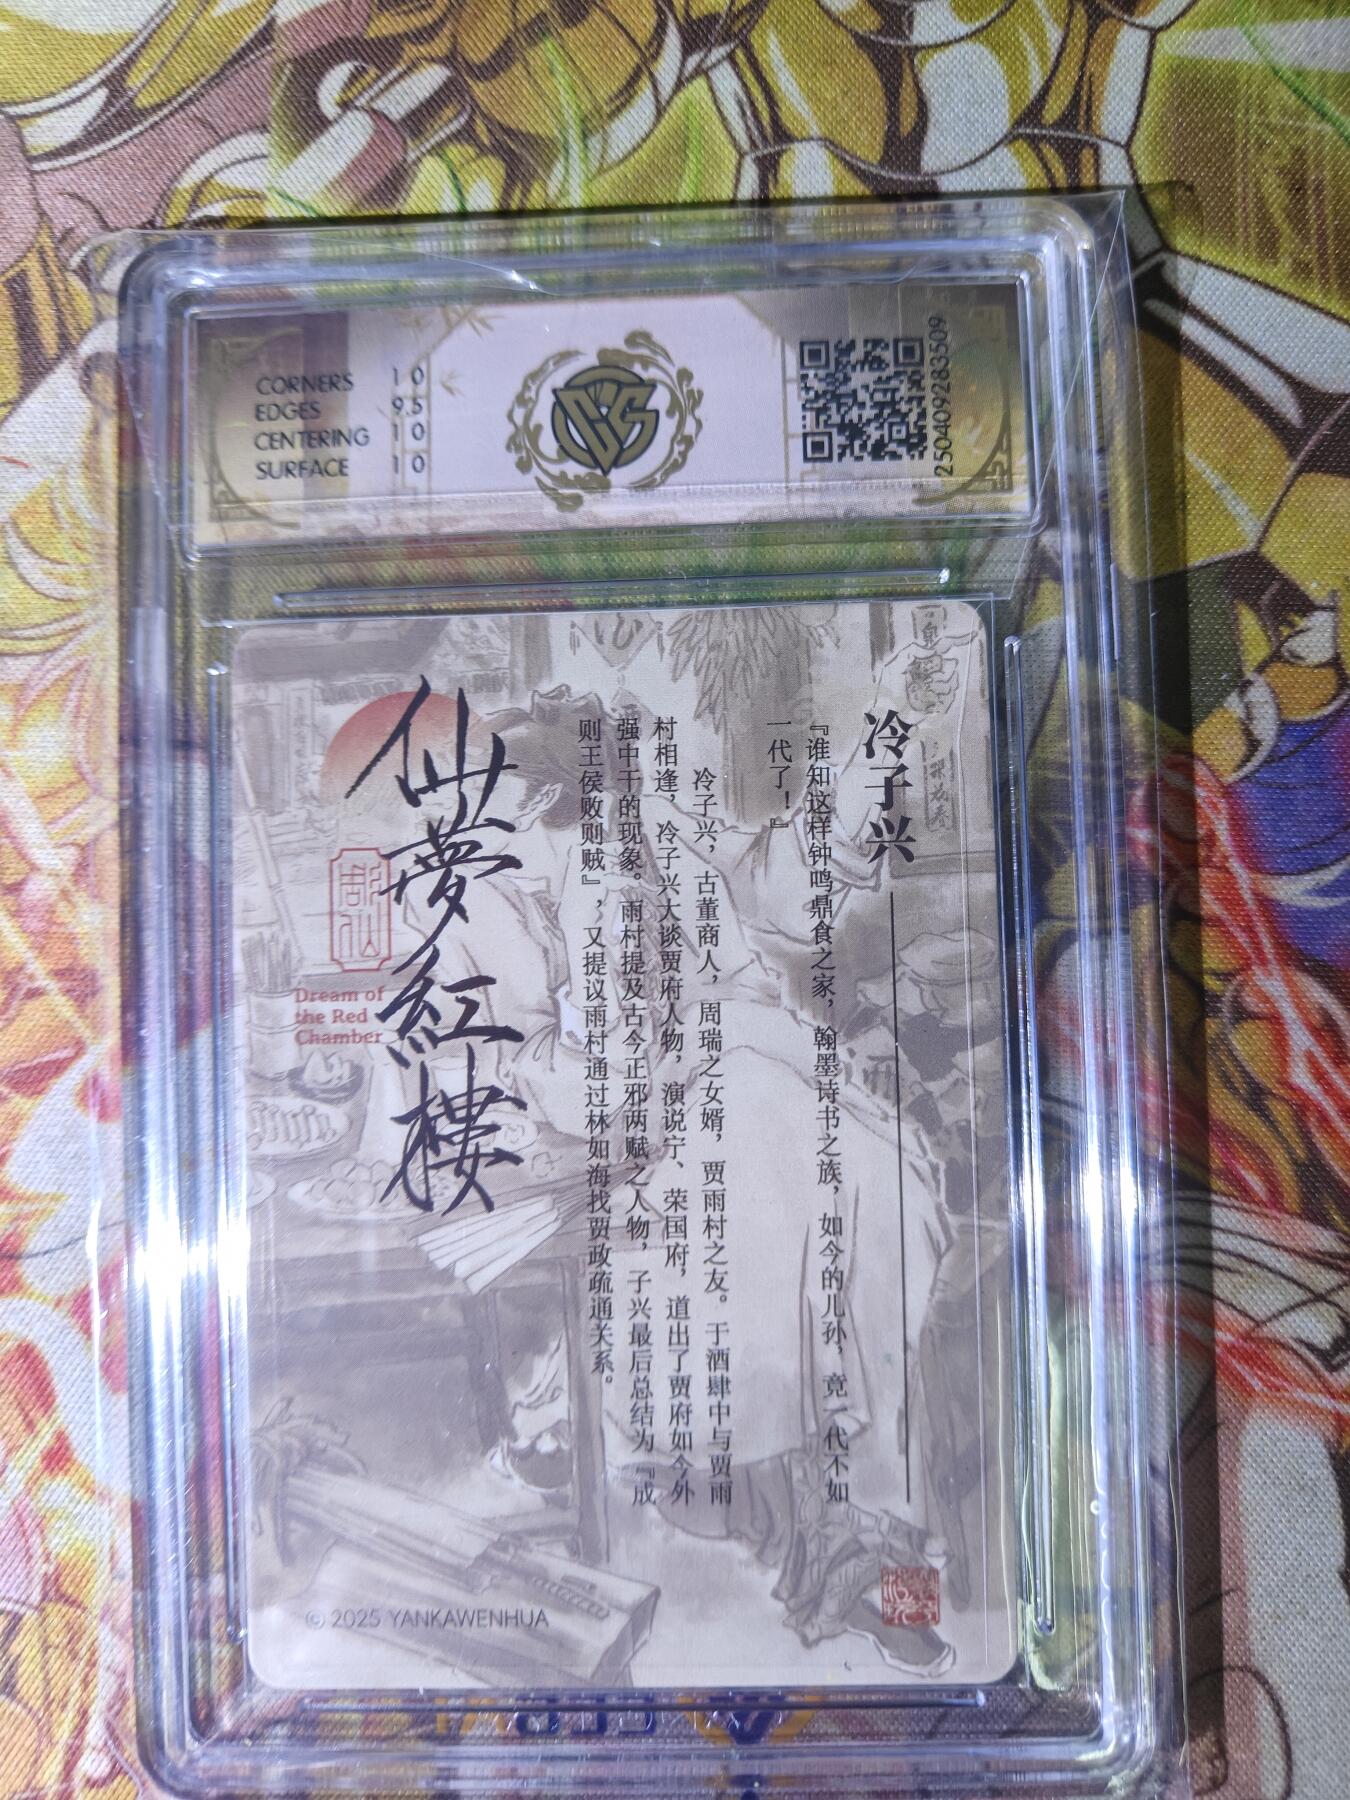 CORNERS 10
EDGES 9.5
CENTERING 10
SURFACE 10
CCS
250409283509
冷子兴
『谁知这样钟鸣鼎食之家，翰墨诗书之族，如今的儿孙，竟一代不如
一代了！』
冷子兴，古董商人，周瑞之女婿，贾雨村之友。于酒肆中与贾雨
村相逢，冷子兴大谈贾府人物，演说宁、荣国府，道出了贾府如今外
强中干的现象。雨村提及古今正邪两赋之人物，子兴最后总结为『成
则王侯败则贼』，又提议雨村通过林如海找贾政疏通关系。
仙夢紅樓
Dream of
the Red
Chamber
酒
© 2025 YANKAWENHUA